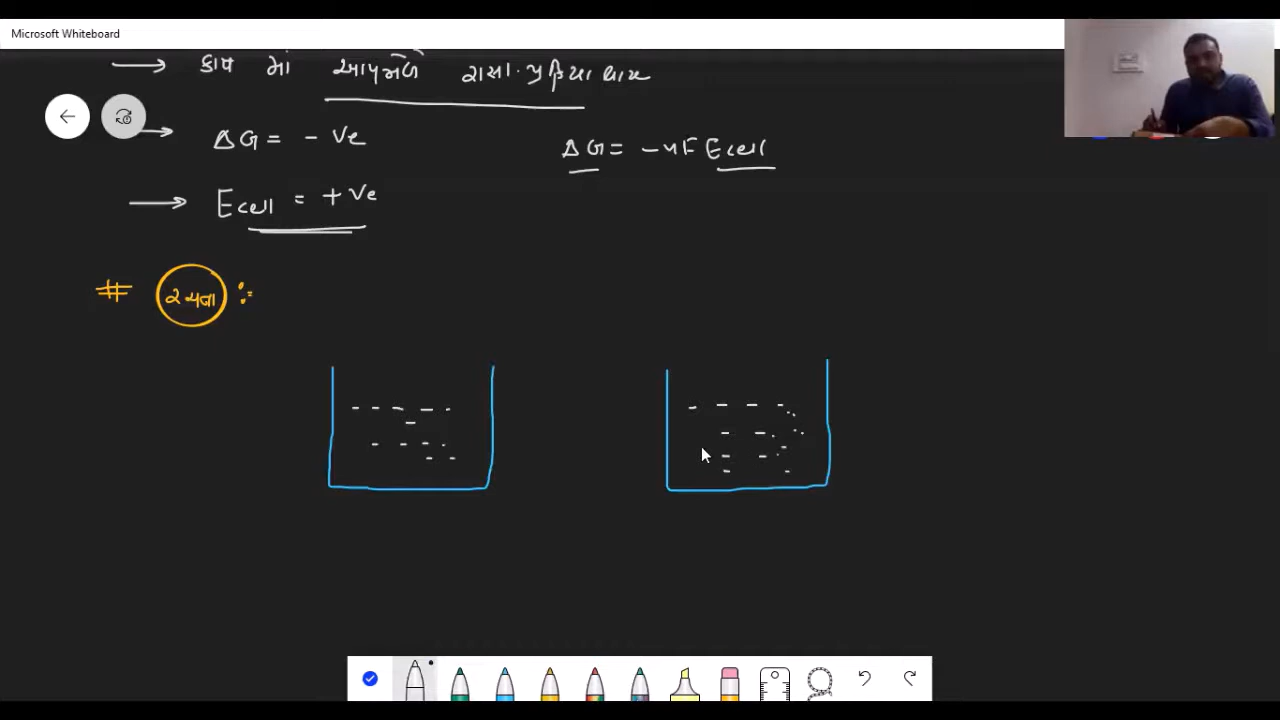 Microsoft Whiteboard
→ કોષ માં આપમેળે રાસા. પ્રક્રિયા થાય
→ ΔG = - Ve ΔG = -nF Ecell
→ Ecell = + Ve
# રચના :-